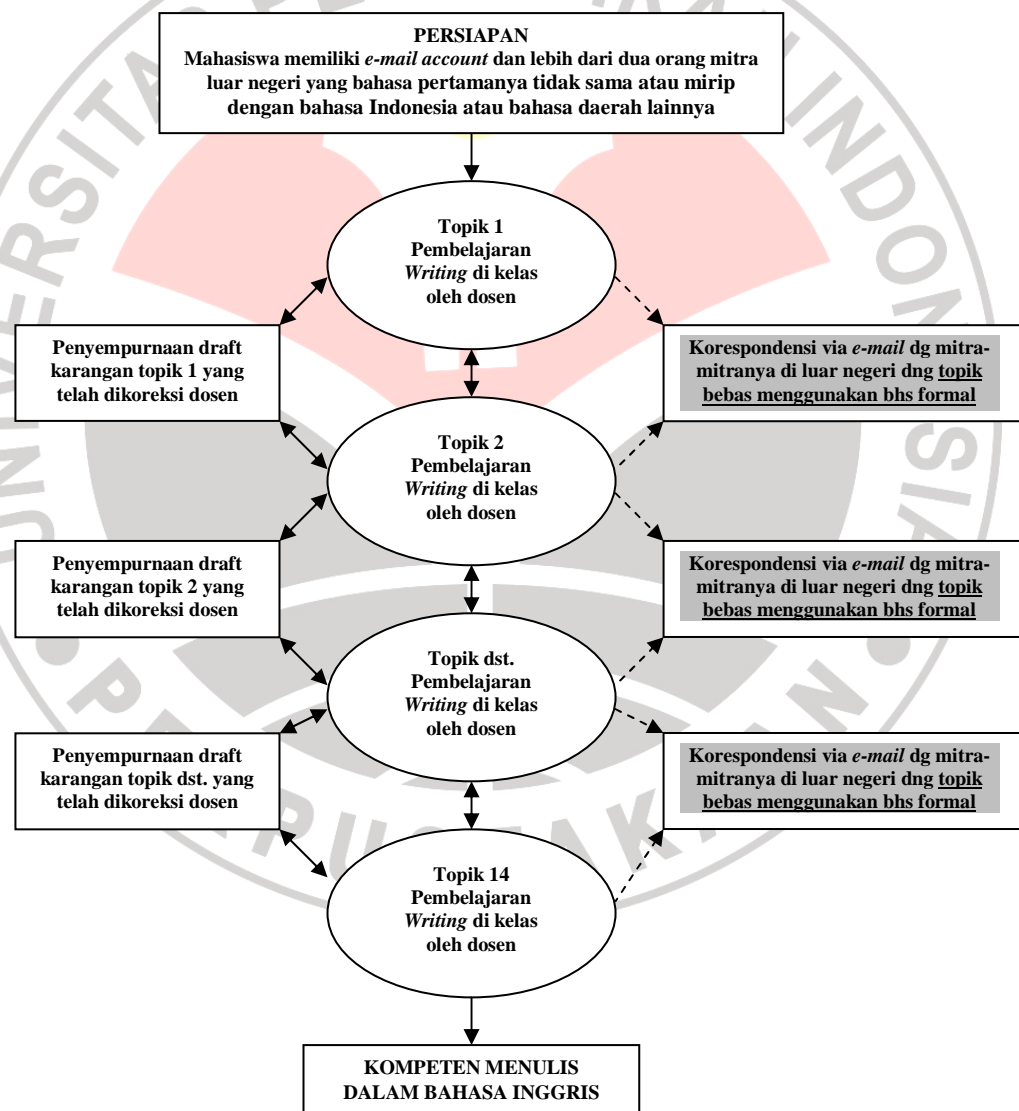 PERSIAPAN
Mahasiswa memiliki e-mail account dan lebih dari dua orang mitra
luar negeri yang bahasa pertamanya tidak sama atau mirip
dengan bahasa Indonesia atau bahasa daerah lainnya
Topik 1
Pembelajaran
Writing di kelas
oleh dosen
Penyempurnaan draft
karangan topik 1 yang
telah dikoreksi dosen
Korespondensi via e-mail dg mitra-
mitranya di luar negeri dng topik
bebas menggunakan bhs formal
Topik 2
Pembelajaran
Writing di kelas
oleh dosen
Penyempurnaan draft
karangan topik 2 yang
telah dikoreksi dosen
Korespondensi via e-mail dg mitra-
mitranya di luar negeri dng topik
bebas menggunakan bhs formal
Topik dst.
Pembelajaran
Writing di kelas
oleh dosen
Penyempurnaan draft
karangan topik dst. yang
telah dikoreksi dosen
Korespondensi via e-mail dg mitra-
mitranya di luar negeri dng topik
bebas menggunakan bhs formal
Topik 14
Pembelajaran
Writing di kelas
oleh dosen
KOMPETEN MENULIS
DALAM BAHASA INGGRIS